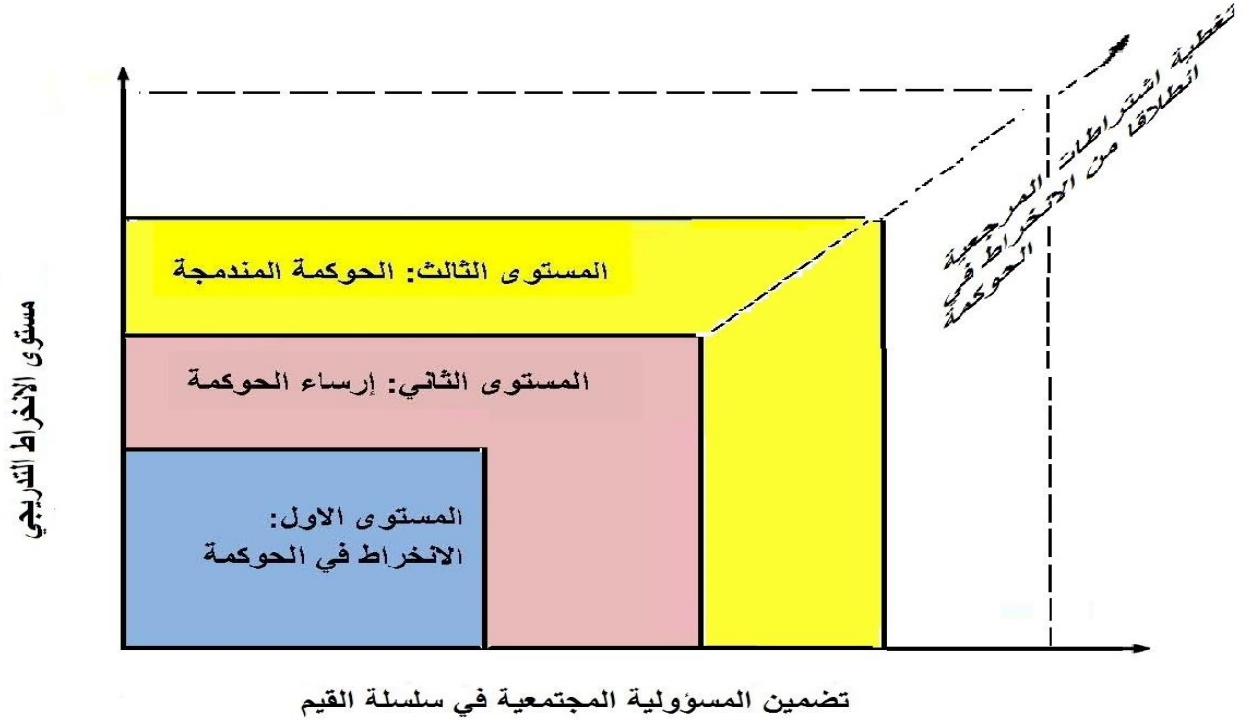 تغطية اشتراطات المرجعية
انطلاقا من الانخراط في
الحوكمة
المستوى الثالث: الحوكمة المندمجة
المستوى الثاني: إرساء الحوكمة
المستوى الاول:
الانخراط في الحوكمة
مستوى الانخراط التدريجي
تضمين المسؤولية المجتمعية في سلسلة القيم